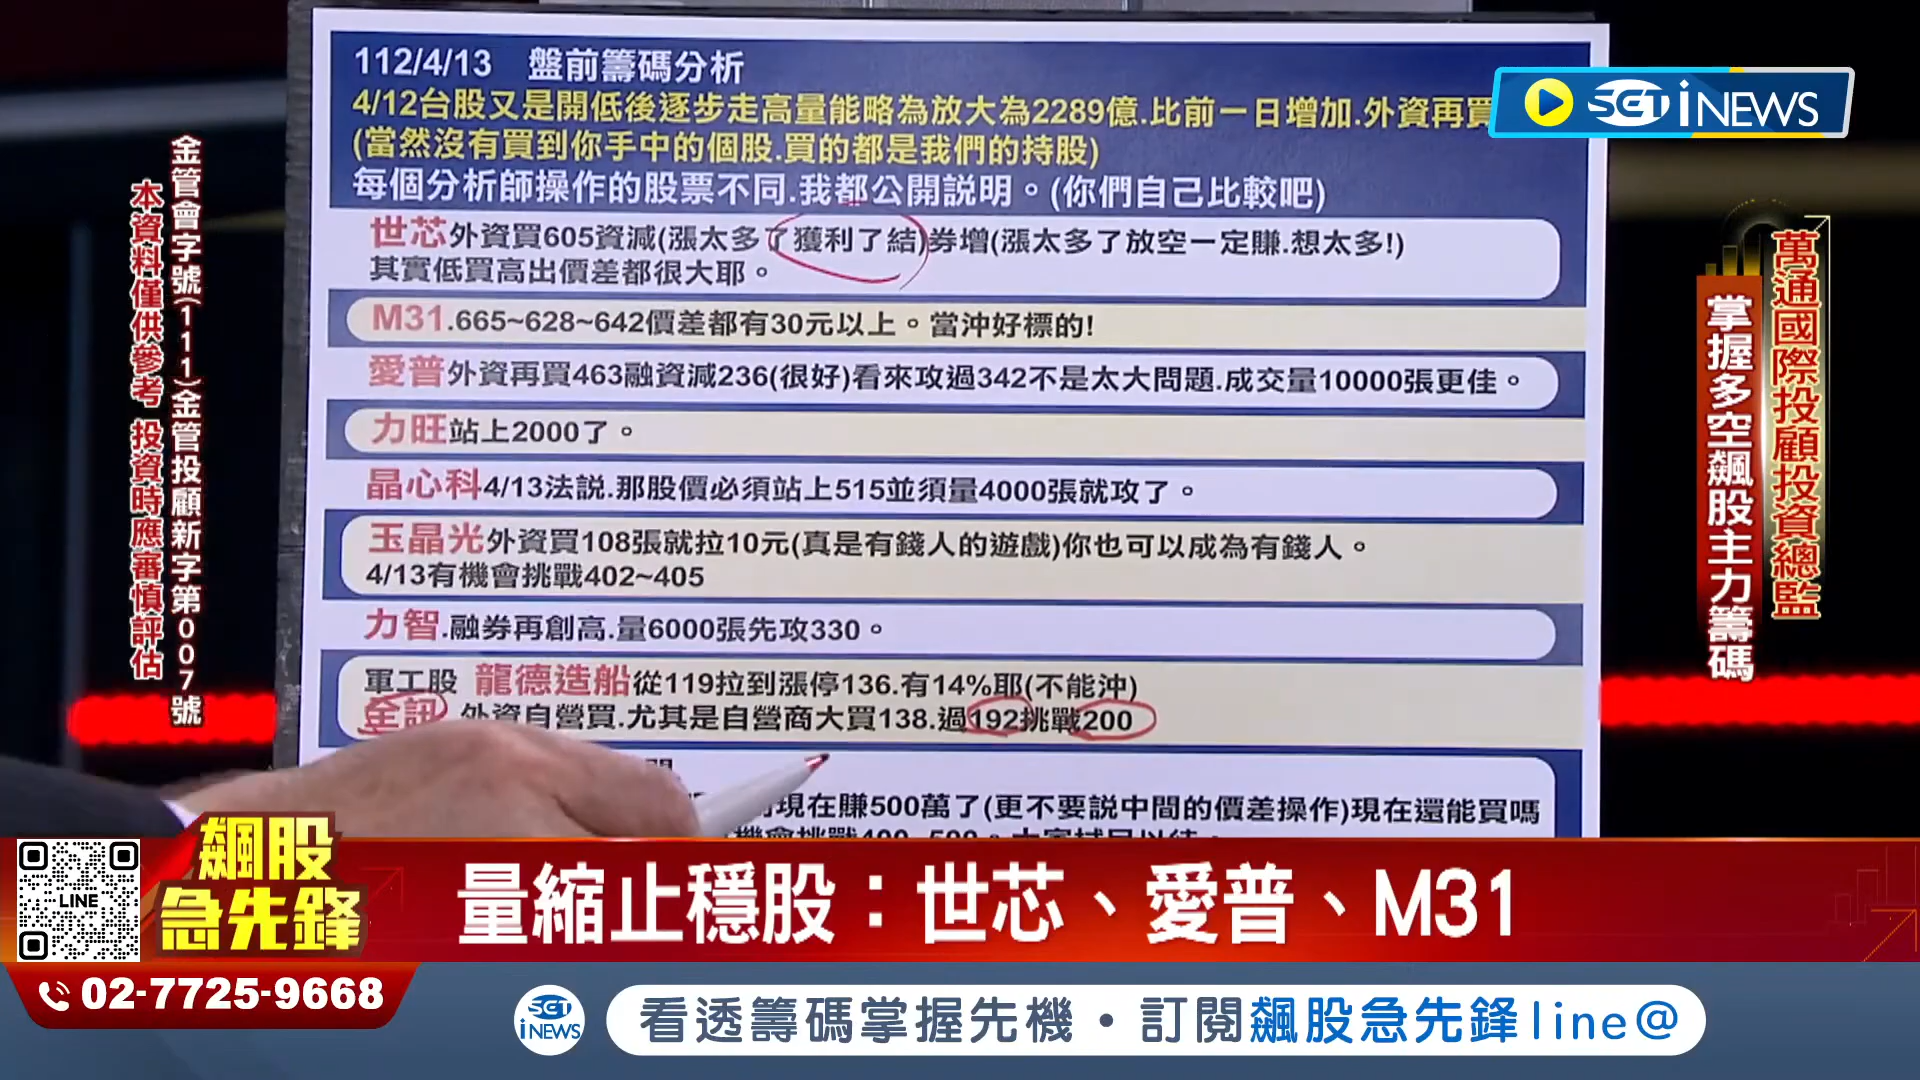 112/4/13 盤前籌碼分析
4/12台股又是開低後逐步走高量能略為放大為2289億.比前一日增加.外資再買
(當然沒有買到你手中的個股.買的都是我們的持股)
每個分析師操作的股票不同.我都公開說明。(你們自己比較吧)
世芯外資買605資減(漲太多了獲利了結)券增(漲太多了放空一定賺.想太多!)
其實低買高出價差都很大耶。
M31.665~628~642價差都有30元以上。當沖好標的!
愛普外資再買463融資減236(很好)看來攻過342不是太大問題.成交量10000張更佳。
力旺站上2000了。
晶心科4/13法說.那股價必須站上515並須量4000張就攻了。
玉晶光外資買108張就拉10元(真是有錢人的遊戲)你也可以成為有錢人。
4/13有機會挑戰402~405
力智.融券再創高.量6000張先攻330。
軍工股 龍德造船從119拉到漲停136.有14%耶(不能沖)
全訊 外資自營買.尤其是自營商大買138.過192挑戰200
現在賺500萬了(更不要說中間的價差操作)現在還能買嗎
SET iNEWS
金管會字號(111)金管投顧新字第007號
本資料僅供參考 投資時應審慎評估
萬通國際投顧投資總監
掌握多空飆股主力籌碼
LINE
飆股
急先鋒
量縮止穩股：世芯、愛普、M31
02-7725-9668
SET
iNEWS
看透籌碼掌握先機・訂閱飆股急先鋒line@